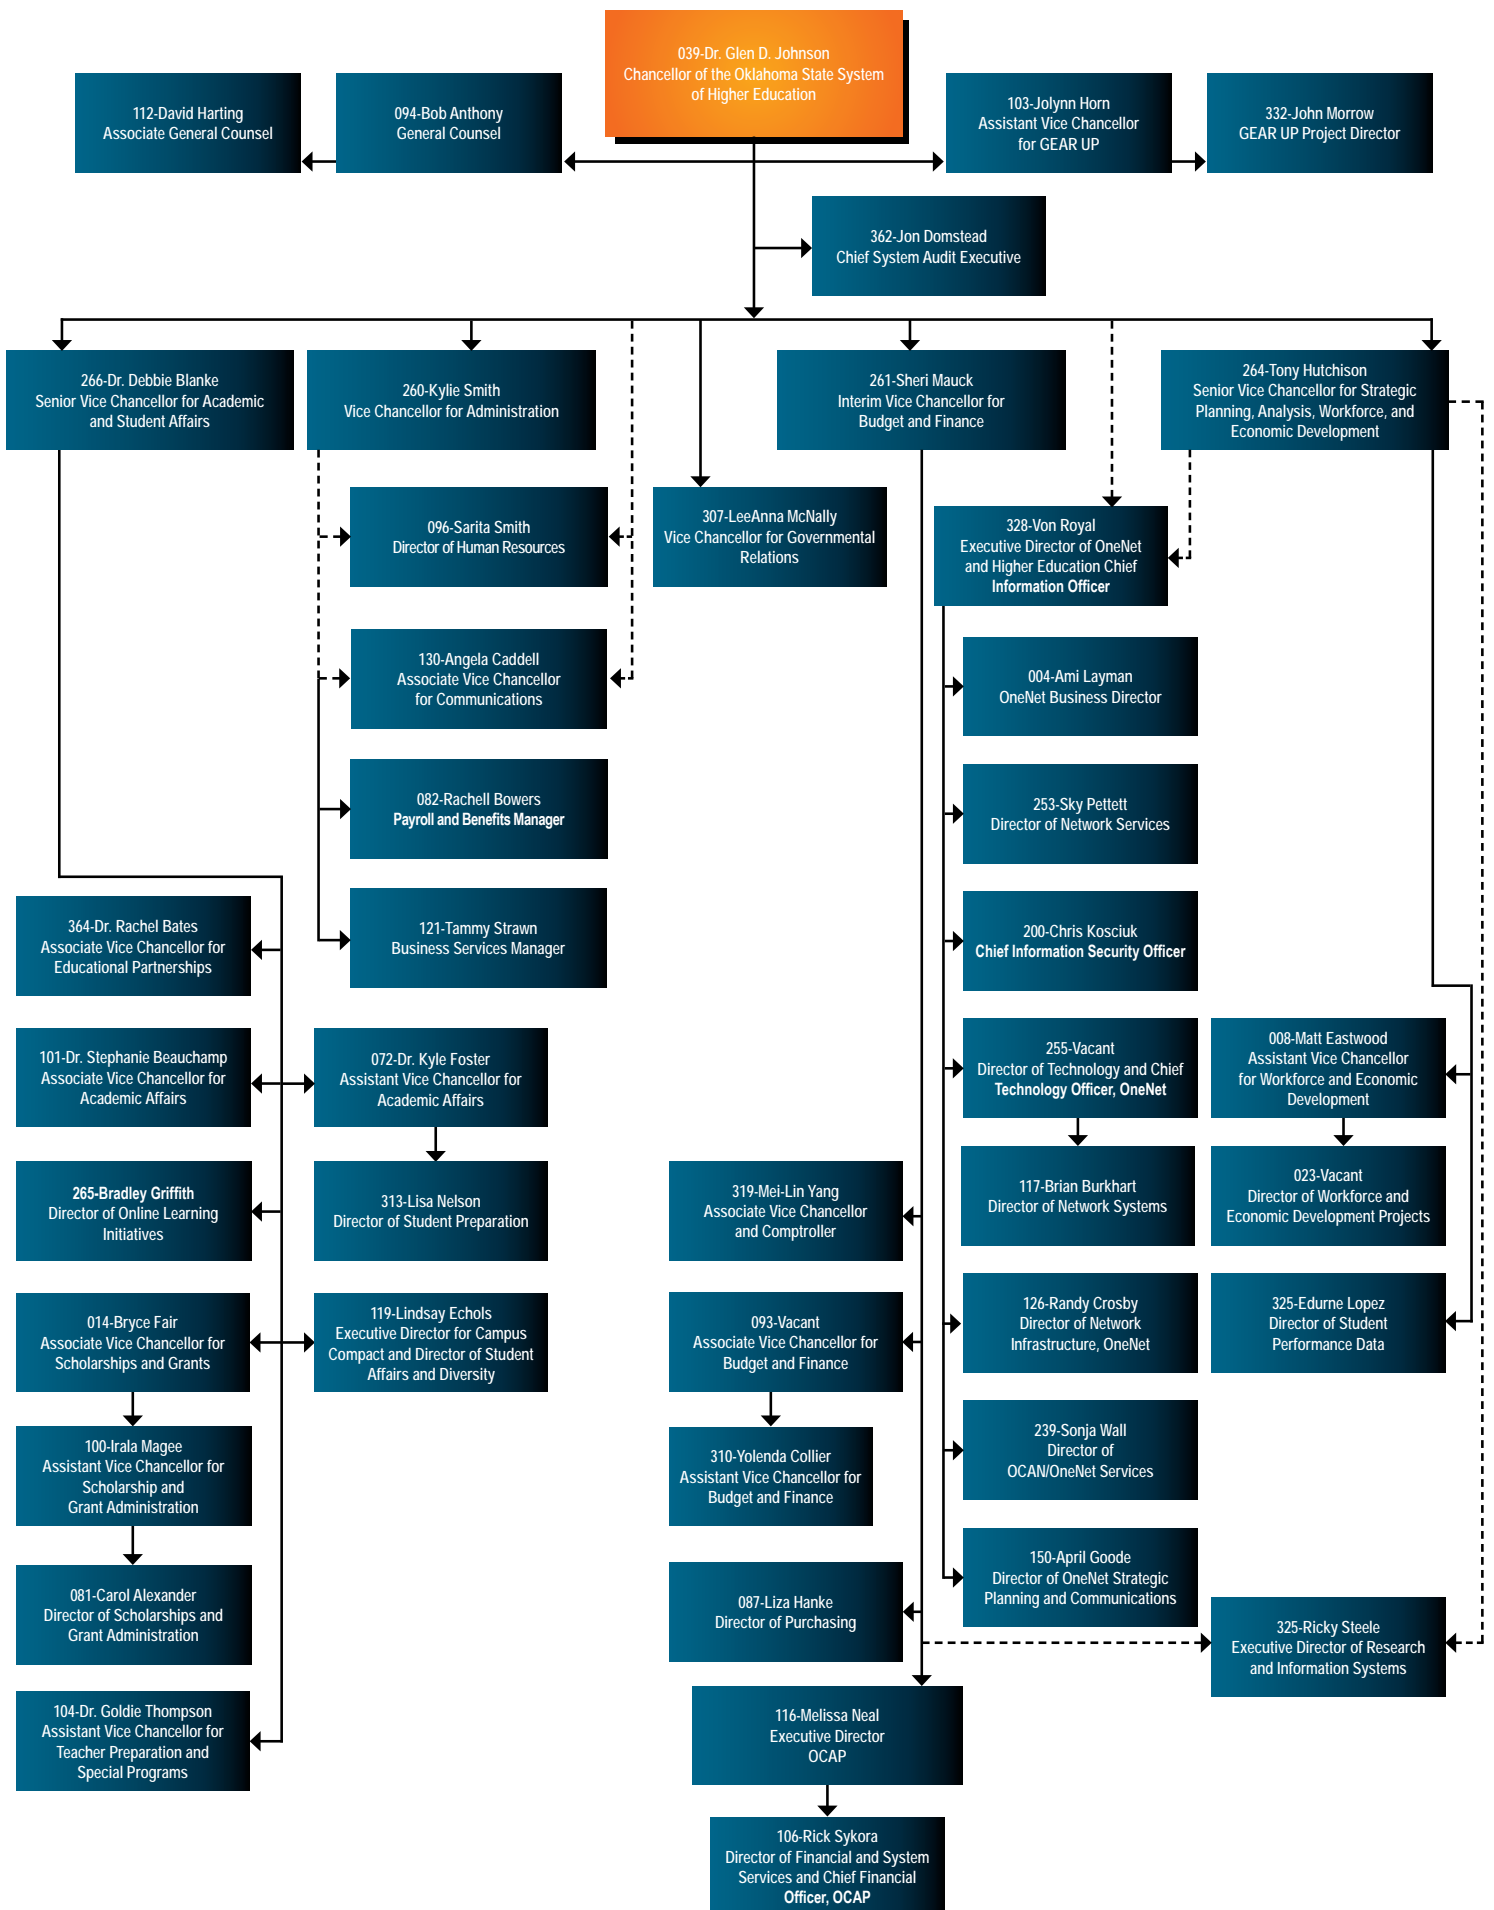 039-Dr. Glen D. Johnson
Chancellor of the Oklahoma State System
of Higher Education
112-David Harting
Associate General Counsel
094-Bob Anthony
General Counsel
103-Jolynn Horn
Assistant Vice Chancellor
for GEAR UP
332-John Morrow
GEAR UP Project Director
362-Jon Domstead
Chief System Audit Executive
266-Dr. Debbie Blanke
Senior Vice Chancellor for Academic
and Student Affairs
260-Kylie Smith
Vice Chancellor for Administration
261-Sheri Mauck
Interim Vice Chancellor for
Budget and Finance
264-Tony Hutchison
Senior Vice Chancellor for Strategic
Planning, Analysis, Workforce, and
Economic Development
096-Sarita Smith
Director of Human Resources
307-LeeAnna McNally
Vice Chancellor for Governmental
Relations
328-Von Royal
Executive Director of OneNet
and Higher Education Chief
Information Officer
130-Angela Caddell
Associate Vice Chancellor
for Communications
004-Ami Layman
OneNet Business Director
082-Rachell Bowers
Payroll and Benefits Manager
253-Sky Pettett
Director of Network Services
121-Tammy Strawn
Business Services Manager
200-Chris Kosciuk
Chief Information Security Officer
364-Dr. Rachel Bates
Associate Vice Chancellor for
Educational Partnerships
101-Dr. Stephanie Beauchamp
Associate Vice Chancellor for
Academic Affairs
072-Dr. Kyle Foster
Assistant Vice Chancellor for
Academic Affairs
255-Vacant
Director of Technology and Chief
Technology Officer, OneNet
008-Matt Eastwood
Assistant Vice Chancellor
for Workforce and Economic
Development
265-Bradley Griffith
Director of Online Learning
Initiatives
313-Lisa Nelson
Director of Student Preparation
319-Mei-Lin Yang
Associate Vice Chancellor
and Comptroller
117-Brian Burkhart
Director of Network Systems
023-Vacant
Director of Workforce and
Economic Development Projects
014-Bryce Fair
Associate Vice Chancellor for
Scholarships and Grants
119-Lindsay Echols
Executive Director for Campus
Compact and Director of Student
Affairs and Diversity
093-Vacant
Associate Vice Chancellor for
Budget and Finance
126-Randy Crosby
Director of Network
Infrastructure, OneNet
325-Edurne Lopez
Director of Student
Performance Data
100-Irala Magee
Assistant Vice Chancellor for
Scholarship and
Grant Administration
310-Yolenda Collier
Assistant Vice Chancellor for
Budget and Finance
239-Sonja Wall
Director of
OCAN/OneNet Services
081-Carol Alexander
Director of Scholarships and
Grant Administration
087-Liza Hanke
Director of Purchasing
150-April Goode
Director of OneNet Strategic
Planning and Communications
325-Ricky Steele
Executive Director of Research
and Information Systems
104-Dr. Goldie Thompson
Assistant Vice Chancellor for
Teacher Preparation and
Special Programs
116-Melissa Neal
Executive Director
OCAP
106-Rick Sykora
Director of Financial and System
Services and Chief Financial
Officer, OCAP